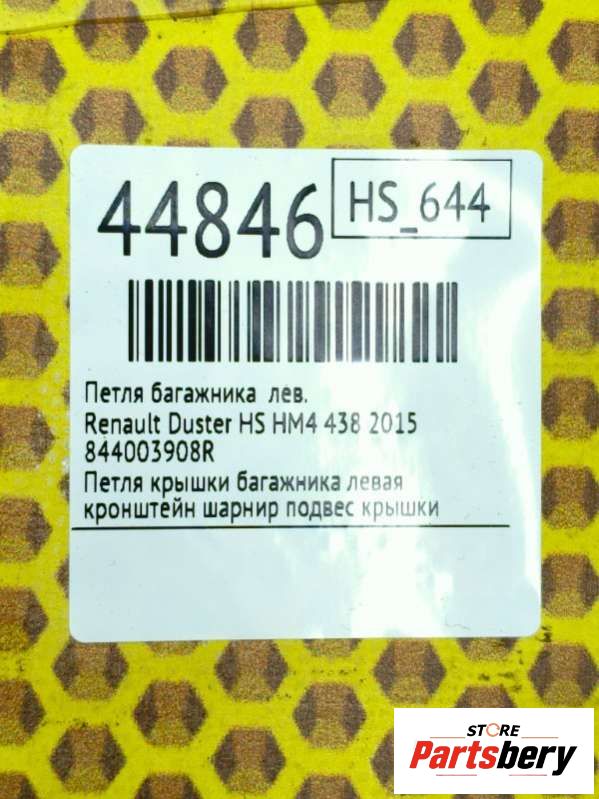 44846
HS_644
Петля багажника лев.
Renault Duster HS HM4 438 2015
844003908R
Петля крышки багажника левая
кронштейн шарнир подвес крышки
STORE
Partsbery